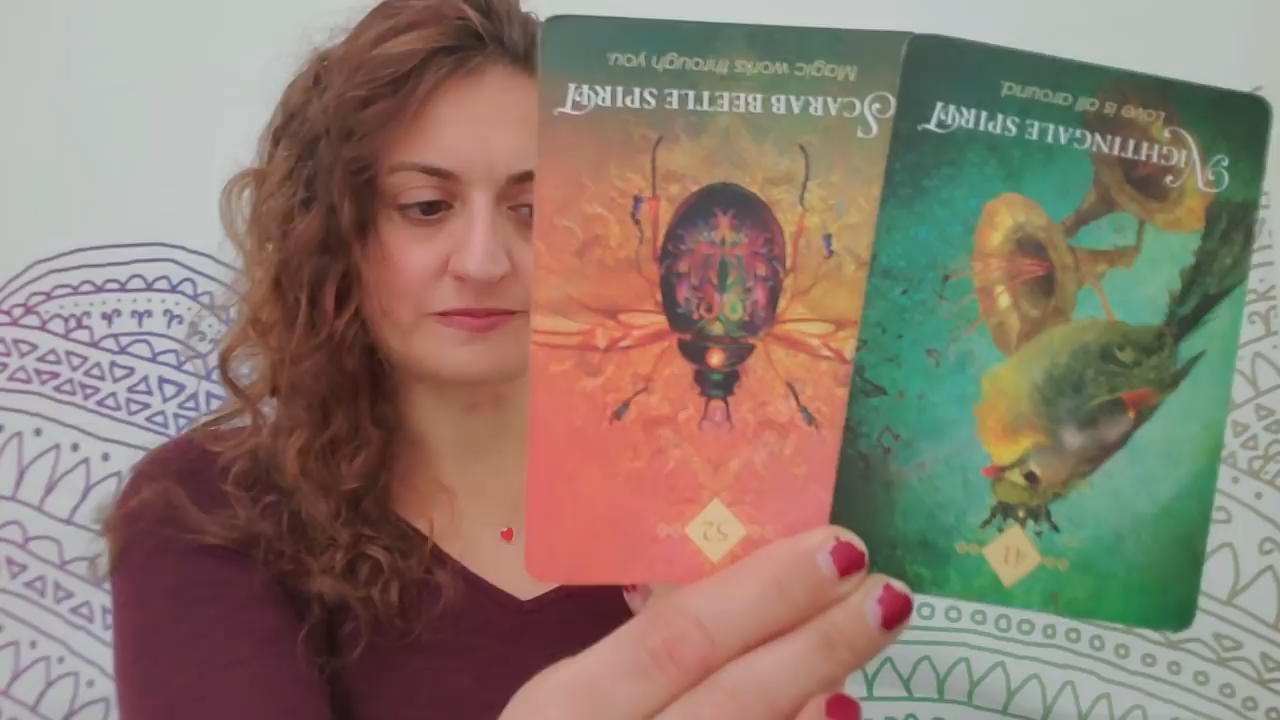 Magic works through you.
SCARAB BEETLE SPIRIT
52
Love is all around.
NIGHTINGALE SPIRIT
41